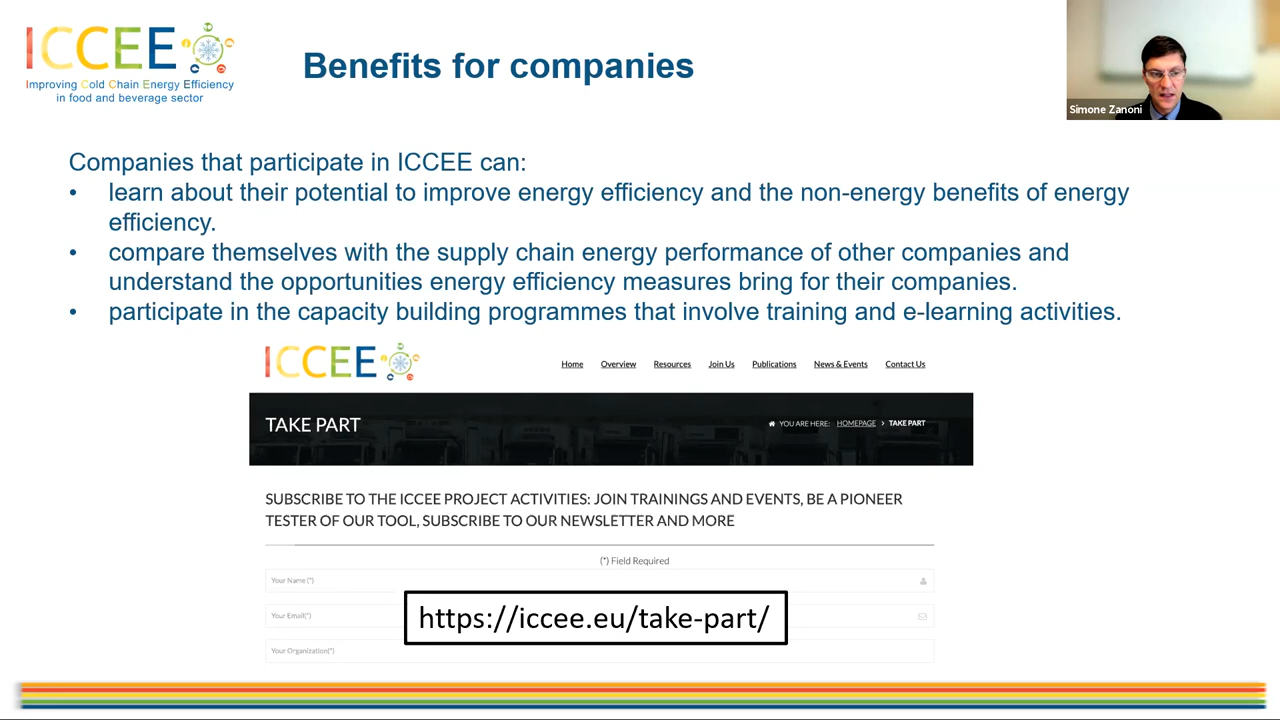 ICCEE
Improving Cold Chain Energy Efficiency
in food and beverage sector
Benefits for companies
Simone Zanoni
Companies that participate in ICCEE can:
• learn about their potential to improve energy efficiency and the non-energy benefits of energy
efficiency.
• compare themselves with the supply chain energy performance of other companies and
understand the opportunities energy efficiency measures bring for their companies.
• participate in the capacity building programmes that involve training and e-learning activities.
ICCEE
Home Overview Resources Join Us Publications News & Events Contact Us
TAKE PART
YOU ARE HERE: HOMEPAGE > TAKE PART
SUBSCRIBE TO THE ICCEE PROJECT ACTIVITIES: JOIN TRAININGS AND EVENTS, BE A PIONEER
TESTER OF OUR TOOL, SUBSCRIBE TO OUR NEWSLETTER AND MORE
(*) Field Required
Your Name (*)
Your Email(*)
https://iccee.eu/take-part/
Your Organization(*)